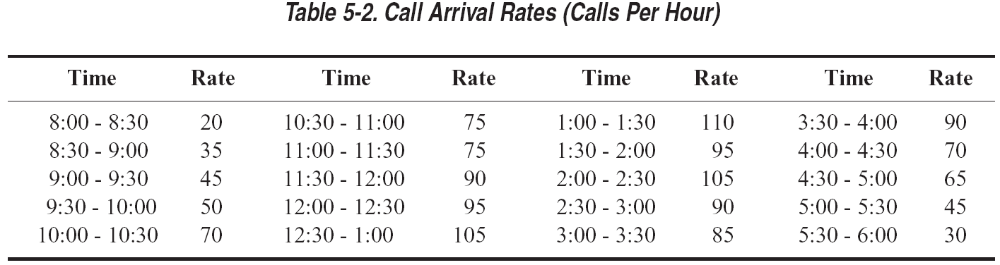 Table 5-2. Call Arrival Rates (Calls Per Hour)
Time Rate Time Rate Time Rate Time Rate
8:00 - 8:30 20 10:30 - 11:00 75 1:00 - 1:30 110 3:30 - 4:00 90
8:30 - 9:00 35 11:00 - 11:30 75 1:30 - 2:00 95 4:00 - 4:30 70
9:00 - 9:30 45 11:30 - 12:00 90 2:00 - 2:30 105 4:30 - 5:00 65
9:30 - 10:00 50 12:00 - 12:30 95 2:30 - 3:00 90 5:00 - 5:30 45
10:00 - 10:30 70 12:30 - 1:00 105 3:00 - 3:30 85 5:30 - 6:00 30